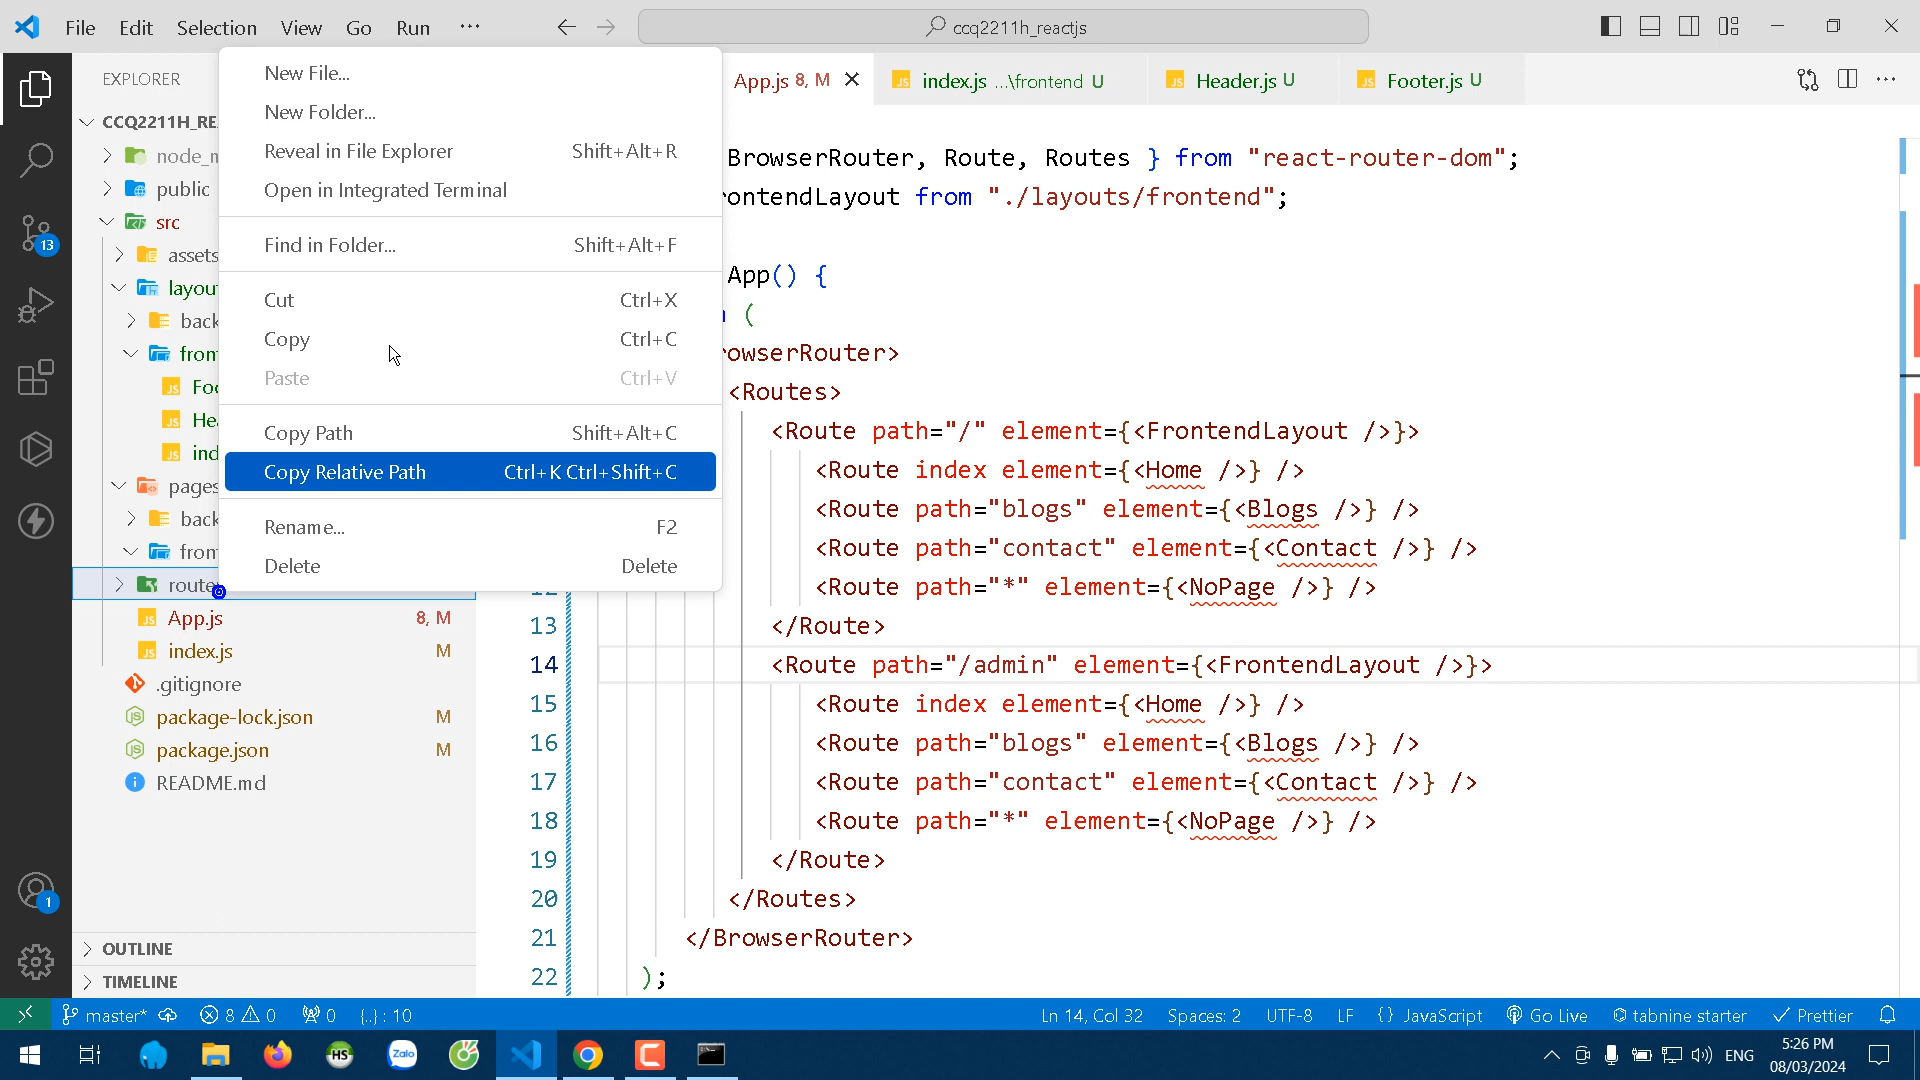 File Edit Selection View Go Run ··· ccq2211h_reactjs
EXPLORER
App.js 8, M
index.js ...\frontend U
Header.js U
Footer.js U
CCQ2211H_RE
node_m
public
src
assets
layou
back
fron
Foo
He
ind
pages
back
fron
route
App.js 8, M
index.js M
.gitignore
package-lock.json M
package.json M
README.md
OUTLINE
TIMELINE
13
1
New File...
New Folder...
Reveal in File Explorer Shift+Alt+R
Open in Integrated Terminal
Find in Folder... Shift+Alt+F
Cut Ctrl+X
Copy Ctrl+C
Paste Ctrl+V
Copy Path Shift+Alt+C
Copy Relative Path Ctrl+K Ctrl+Shift+C
Rename... F2
Delete Delete
BrowserRouter, Route, Routes } from "react-router-dom";
rontendLayout from "./layouts/frontend";
App() {
(
rowserRouter>
<Routes>
<Route path="/" element={<FrontendLayout />}>
<Route index element={<Home />} />
<Route path="blogs" element={<Blogs />} />
<Route path="contact" element={<Contact />} />
12 <Route path="*" element={<NoPage />} />
13 </Route>
14 <Route path="/admin" element={<FrontendLayout />}>
15 <Route index element={<Home />} />
16 <Route path="blogs" element={<Blogs />} />
17 <Route path="contact" element={<Contact />} />
18 <Route path="*" element={<NoPage />} />
19 </Route>
20 </Routes>
21 </BrowserRouter>
22 );
master* 8 0 0 {..} : 10 Ln 14, Col 32 Spaces: 2 UTF-8 LF {} JavaScript Go Live tabnine starter Prettier
HS Zalo ENG
5:26 PM
08/03/2024